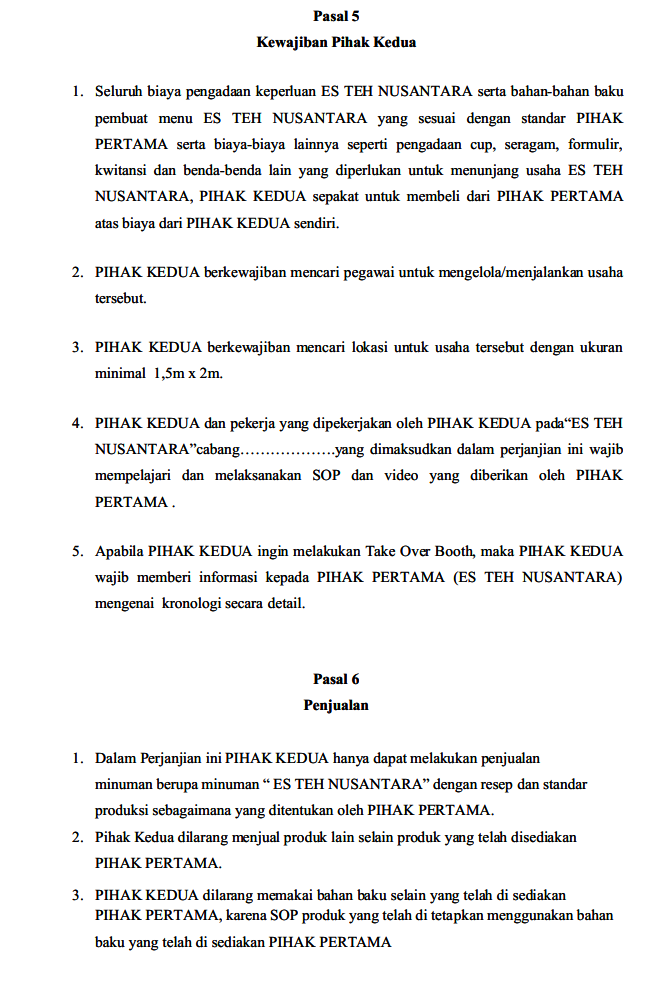 Pasal 5
Kewajiban Pihak Kedua
1. Seluruh biaya pengadaan keperluan ES TEH NUSANTARA serta bahan-bahan baku
pembuat menu ES TEH NUSANTARA yang sesuai dengan standar PIHAK
PERTAMA serta biaya-biaya lainnya seperti pengadaan cup, seragam, formulir,
kwitansi dan benda-benda lain yang diperlukan untuk menunjang usaha ES TEH
NUSANTARA, PIHAK KEDUA sepakat untuk membeli dari PIHAK PERTAMA
atas biaya dari PIHAK KEDUA sendiri.
2. PIHAK KEDUA berkewajiban mencari pegawai untuk mengelola/menjalankan usaha
tersebut.
3. PIHAK KEDUA berkewajiban mencari lokasi untuk usaha tersebut dengan ukuran
minimal 1,5m x 2m.
4. PIHAK KEDUA dan pekerja yang dipekerjakan oleh PIHAK KEDUA pada“ES TEH
NUSANTARA”cabang……………….yang dimaksudkan dalam perjanjian ini wajib
mempelajari dan melaksanakan SOP dan video yang diberikan oleh PIHAK
PERTAMA .
5. Apabila PIHAK KEDUA ingin melakukan Take Over Booth, maka PIHAK KEDUA
wajib memberi informasi kepada PIHAK PERTAMA (ES TEH NUSANTARA)
mengenai kronologi secara detail.
Pasal 6
Penjualan
1. Dalam Perjanjian ini PIHAK KEDUA hanya dapat melakukan penjualan
minuman berupa minuman “ ES TEH NUSANTARA” dengan resep dan standar
produksi sebagaimana yang ditentukan oleh PIHAK PERTAMA.
2. Pihak Kedua dilarang menjual produk lain selain produk yang telah disediakan
PIHAK PERTAMA.
3. PIHAK KEDUA dilarang memakai bahan baku selain yang telah di sediakan
PIHAK PERTAMA, karena SOP produk yang telah di tetapkan menggunakan bahan
baku yang telah di sediakan PIHAK PERTAMA